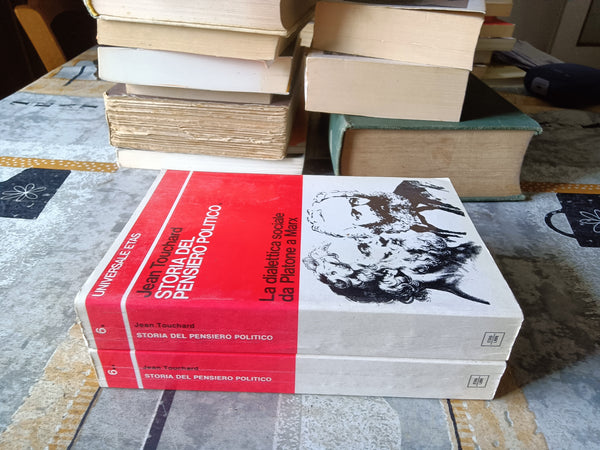 UNIVERSALE ETAS
Jean Touchard
STORIA DEL
PENSIERO POLITICO
La dialettica sociale
da Platone a Marx
6*
Jean Touchard
STORIA DEL PENSIERO POLITICO
6*
Jean Touchard
STORIA DEL PENSIERO POLITICO